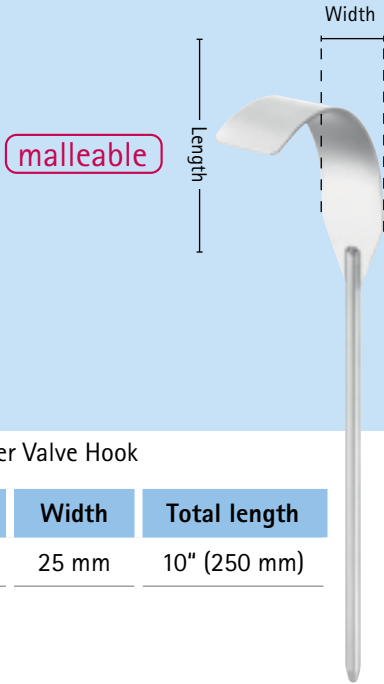 Width
Length
malleable
er Valve Hook
Width Total length
25 mm 10" (250 mm)